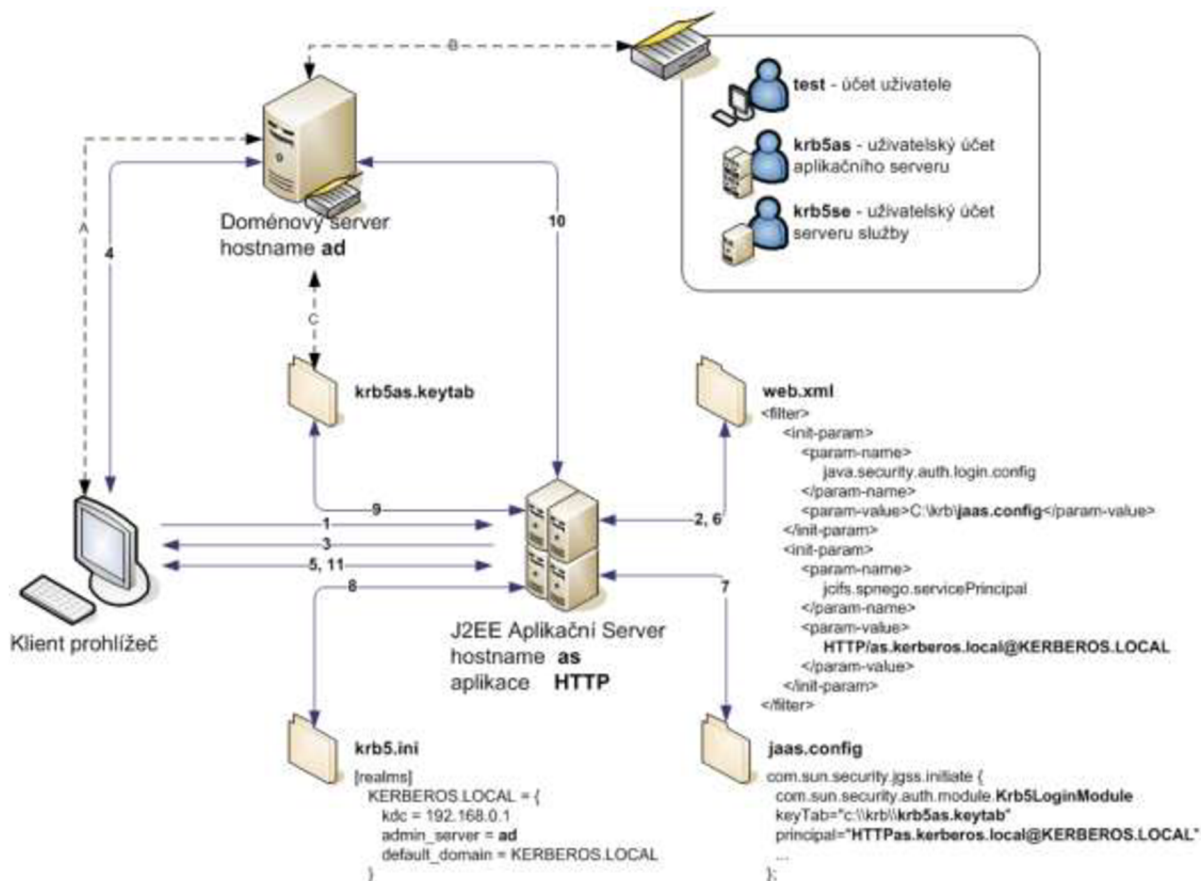 B
test - účet uživatele
krb5as - uživatelský účet
aplikačního serveru
krb5se - uživatelský účet
serveru služby
A
4
Doménový server
hostname ad
10
C
krb5as.keytab
web.xml
<filter>
<init-param>
<param-name>
java.security.auth.login.config
</param-name>
<param-value>C:\krb\jaas.config</param-value>
</init-param>
<init-param>
<param-name>
jcifs.spnego.servicePrincipal
</param-name>
<param-value>
HTTP/as.kerberos.local@KERBEROS.LOCAL
</param-value>
</init-param>
</filter>
9
1
2, 6
3
5, 11
8
7
Klient prohlížeč
J2EE Aplikační Server
hostname as
aplikace HTTP
krb5.ini
[realms]
KERBEROS.LOCAL = {
kdc = 192.168.0.1
admin_server = ad
default_domain = KERBEROS.LOCAL
}
jaas.config
com.sun.security.jgss.initiate {
com.sun.security.auth.module.Krb5LoginModule
keyTab="c:\\krb\\krb5as.keytab"
principal="HTTPas.kerberos.local@KERBEROS.LOCAL"
...
};